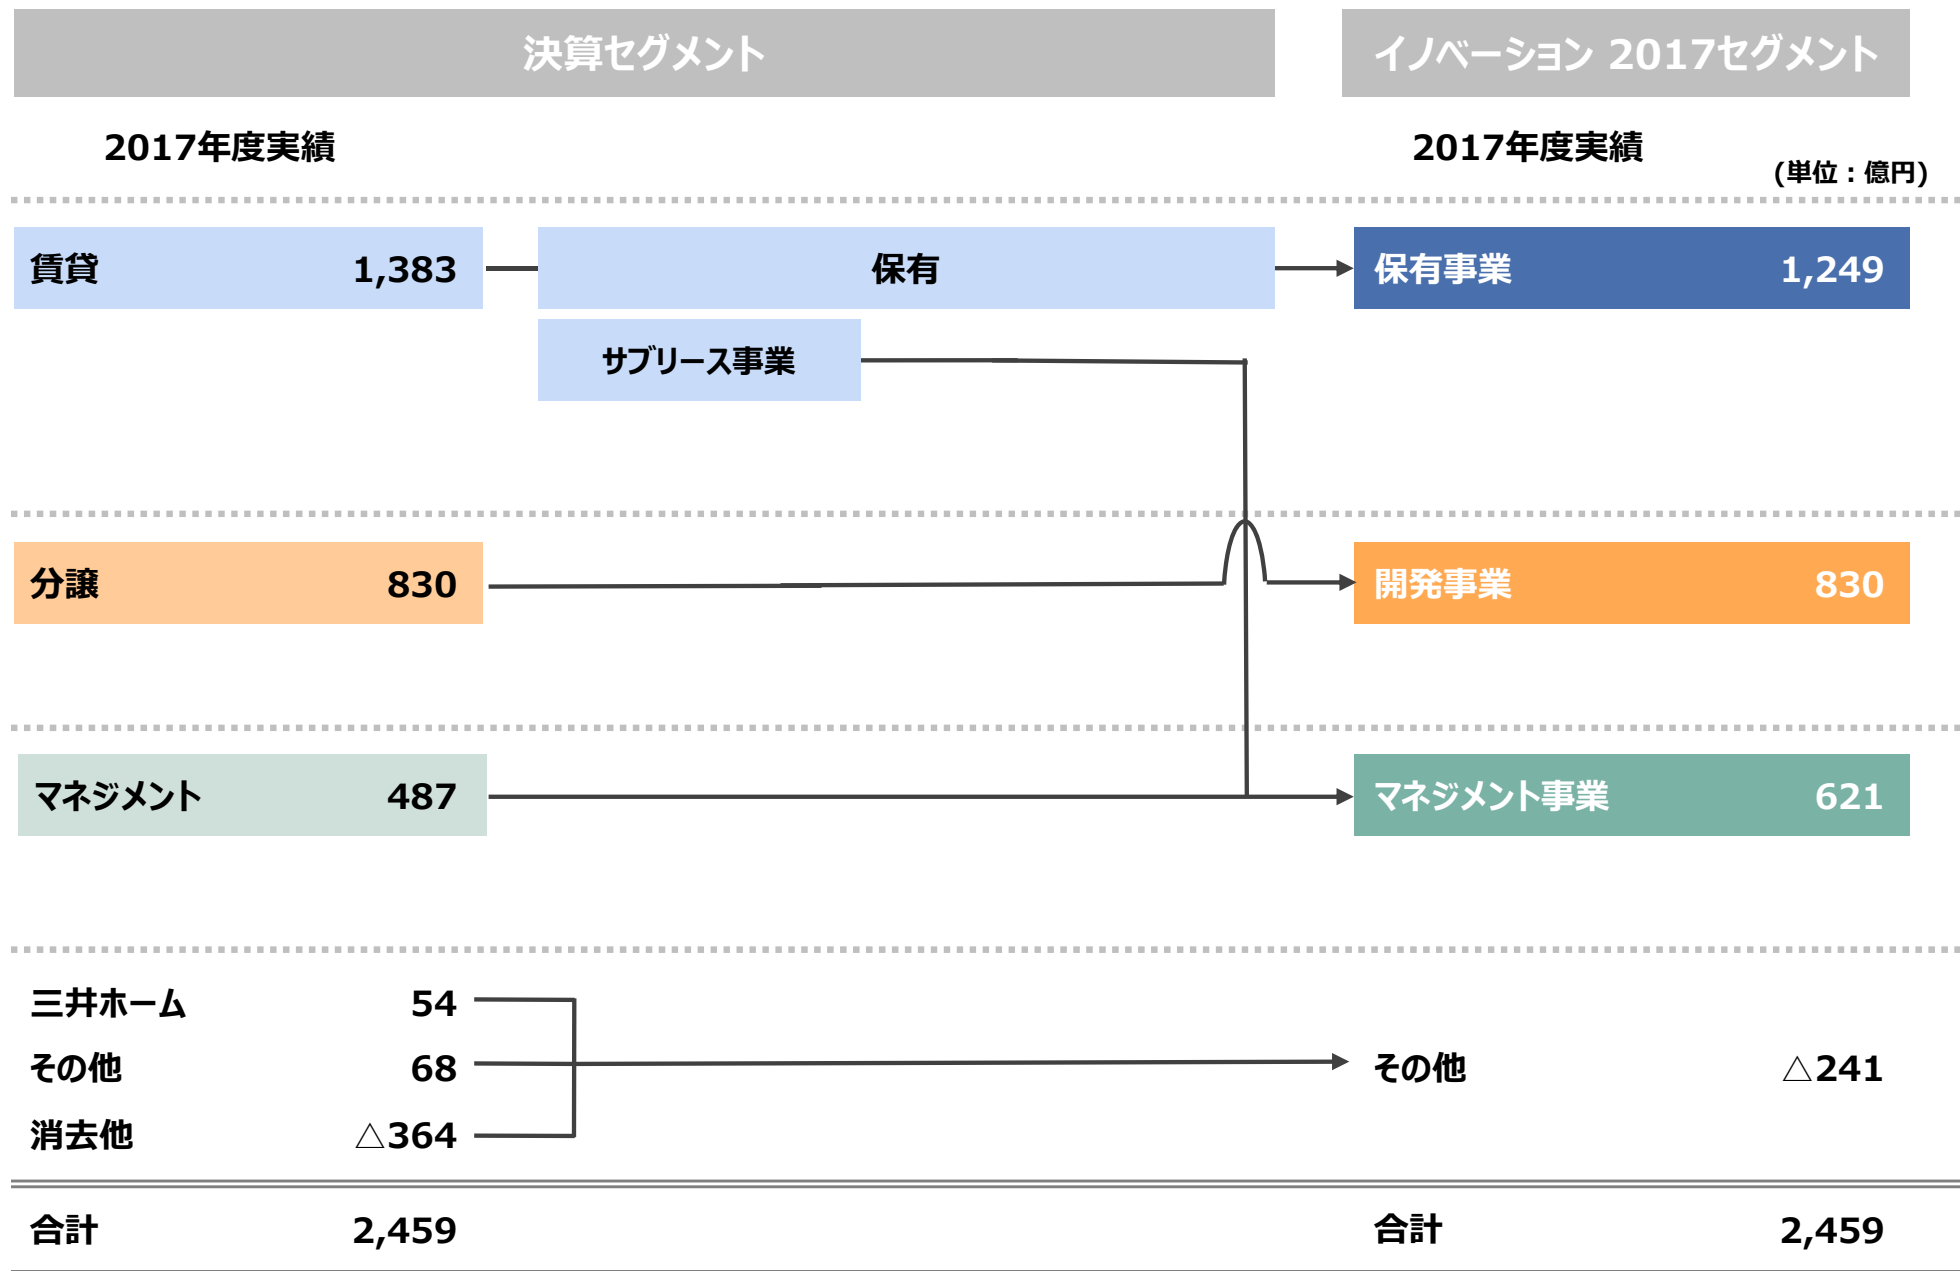 決算セグメント
イノベーション 2017セグメント
2017年度実績
2017年度実績
(単位：億円)
賃貸 1,383
保有
保有事業 1,249
サブリース事業
分譲 830
開発事業 830
マネジメント 487
マネジメント事業 621
三井ホーム 54
その他 68
その他 △241
消去他 △364
合計 2,459
合計 2,459